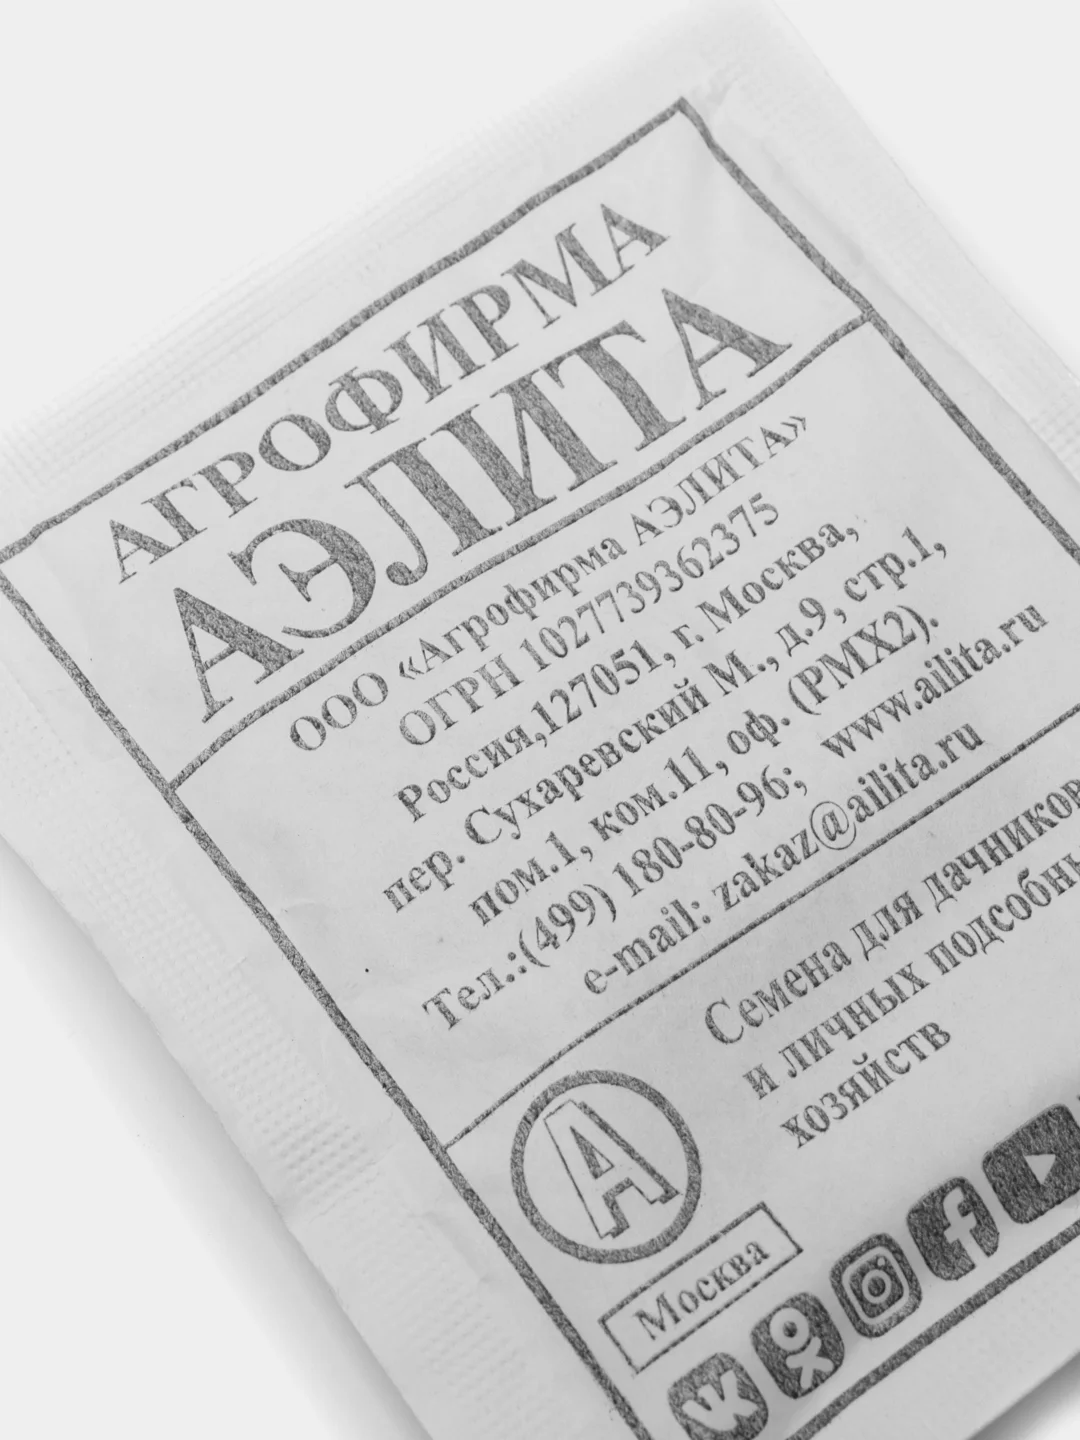 АГРОФИРМА
АЭЛИТА
ООО «Агрофирма АЭЛИТА»
ОГРН 1027739362375
Россия,127051, г. Москва,
пер. Сухаревский М., д.9, стр.1,
пом.1, ком.11, оф. (РМХ2).
Тел.:(499) 180-80-96; www.ailita.ru
e-mail: zakaz@ailita.ru
Семена для дачников
и личных
хозяйств
А
Москва